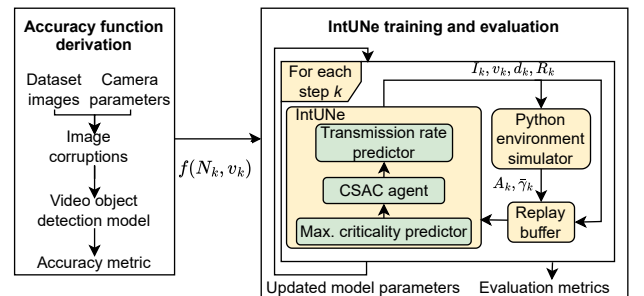 Accuracy function
derivation
Dataset
images
Camera
parameters
Image
corruptions
Video object
detection model
Accuracy metric
f(N_k, v_k)
IntUNe training and evaluation
For each
step k
I_k, v_k, d_k, R_k
IntUNe
Transmission rate
predictor
CSAC agent
Max. criticality predictor
Python
environment
simulator
A_k, γ̄_k
Replay
buffer
Updated model parameters
Evaluation metrics